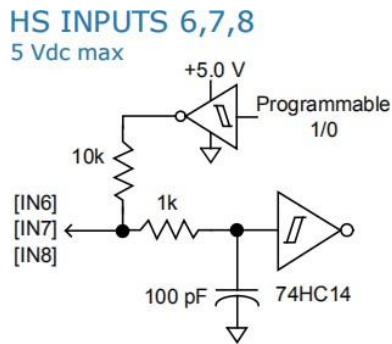 HS INPUTS 6,7,8
5 Vdc max
+5.0 V
Programmable
1/0
10k
[IN6]
[IN7]
[IN8]
1k
100 pF
74HC14